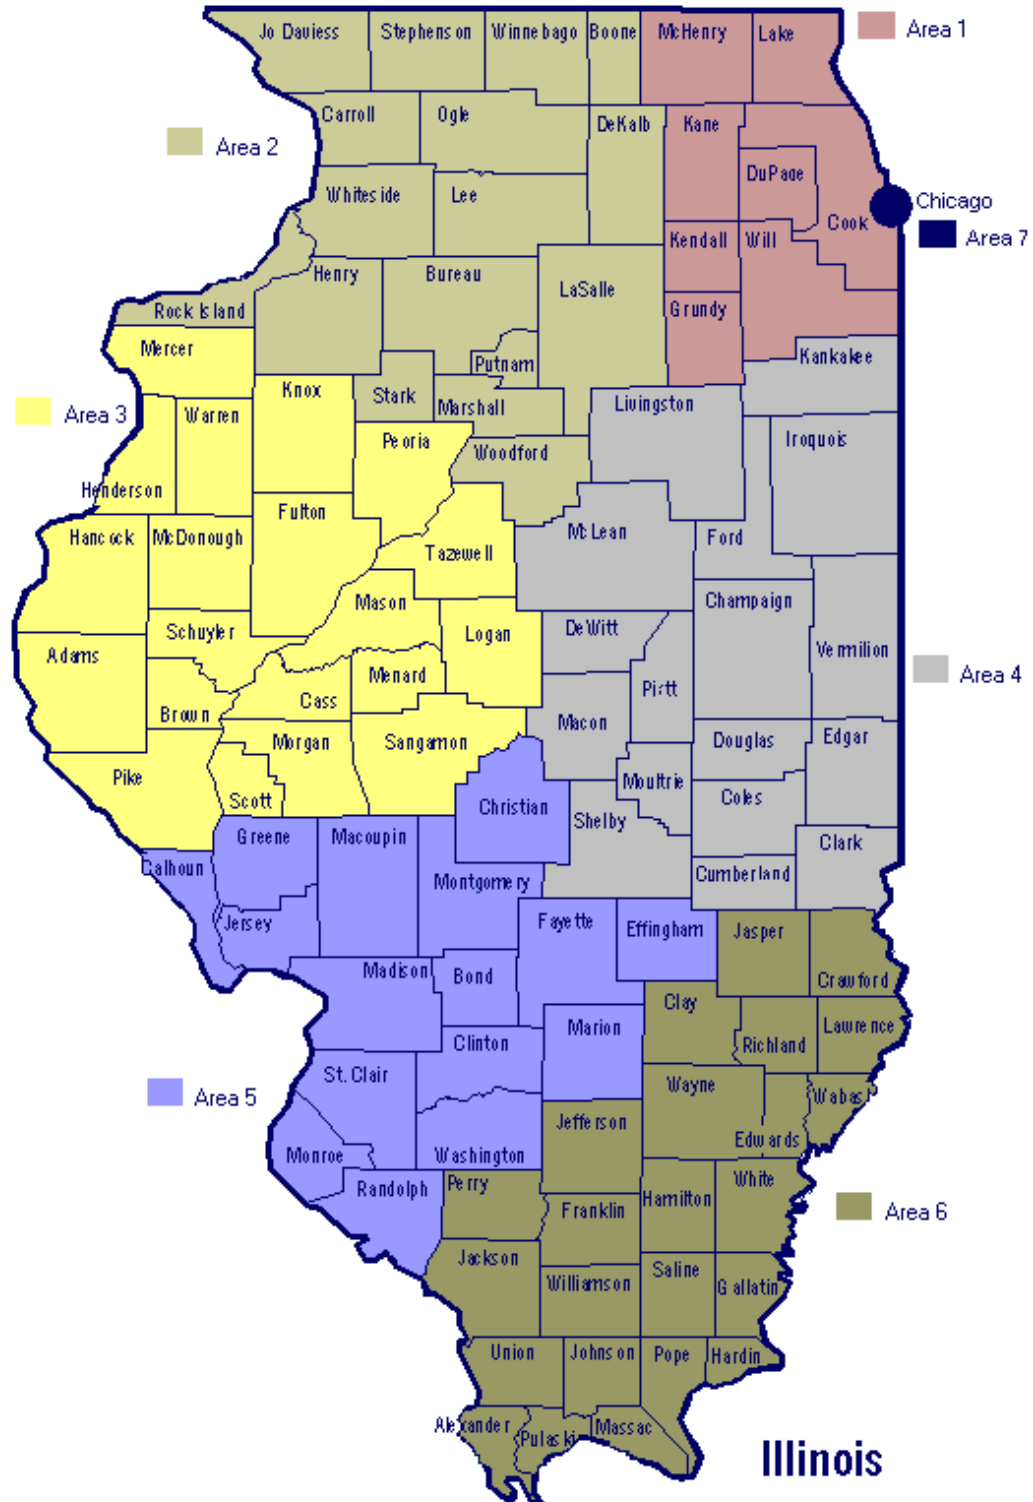 Jo Daviess
Stephenson
Winnebago
Boone
McHenry
Lake
Area 1
Carroll
Ogle
DeKalb
Kane
Area 2
DuPage
Whiteside
Lee
Chicago
Cook
Area 7
Kendall
Will
Henry
Bureau
LaSalle
Rock Island
Grundy
Mercer
Kankakee
Putnam
Knox
Stark
Livingston
Area 3
Warren
Marshall
Peoria
Iroquois
Woodford
Henderson
Fulton
Hancock
McDonough
McLean
Ford
Tazewell
Mason
Champaign
Schuyler
Logan
DeWitt
Adams
Vermilion
Menard
Area 4
Piatt
Cass
Brown
Macon
Morgan
Sangamon
Douglas
Edgar
Pike
Moultrie
Scott
Christian
Coles
Shelby
Greene
Macoupin
Clark
Calhoun
Montgomery
Cumberland
Jersey
Fayette
Effingham
Jasper
Madison
Bond
Crawford
Clay
Marion
Lawrence
Clinton
Richland
St. Clair
Wayne
Area 5
Wabash
Jefferson
Edwards
Monroe
Washington
Randolph
Perry
White
Hamilton
Franklin
Area 6
Jackson
Saline
Williamson
Gallatin
Union
Johnson
Pope
Hardin
Alexander
Pulaski
Massac
Illinois